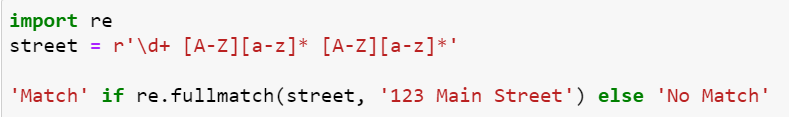 import re
street = r'\d+ [A-Z][a-z]* [A-Z][a-z]*'
'Match' if re.fullmatch(street, '123 Main Street') else 'No Match'